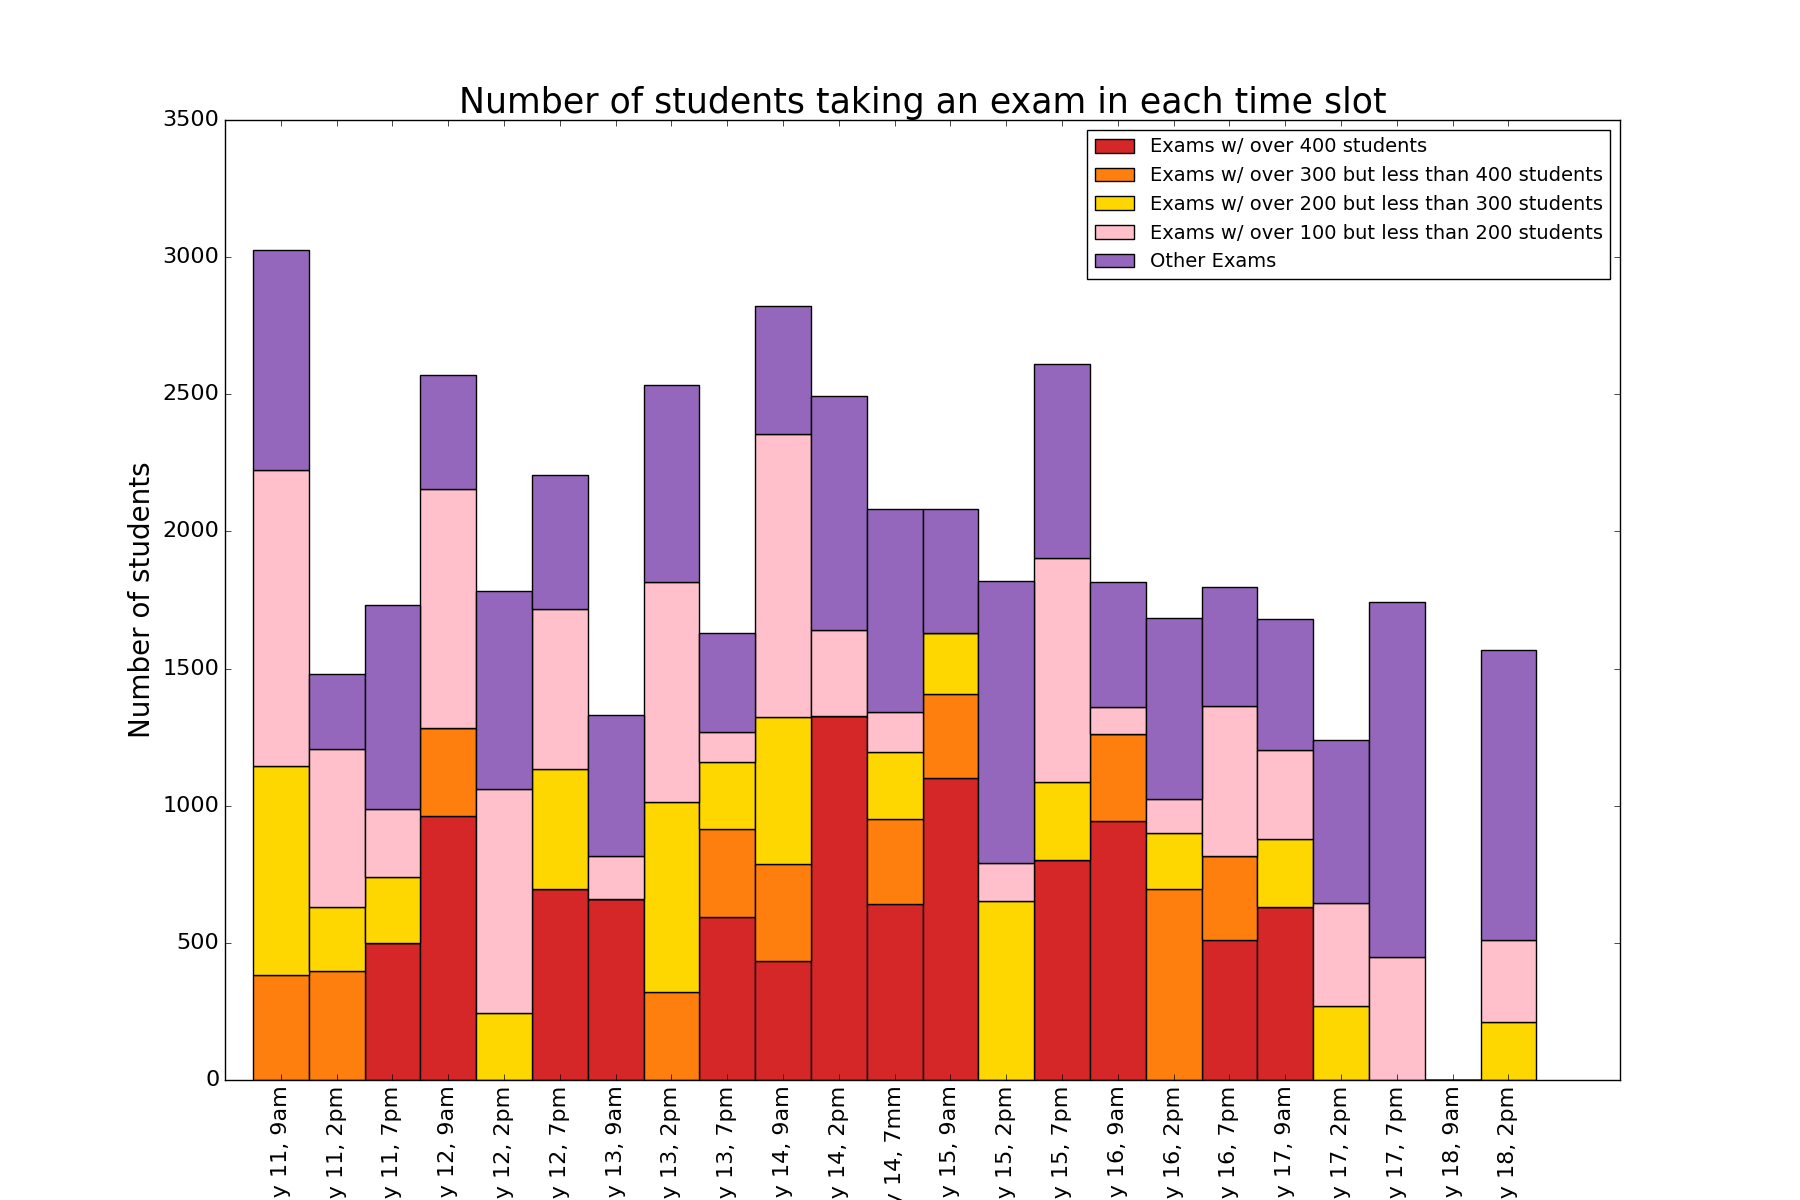 Number of students taking an exam in each time slot
3500
3000
2500
2000
1500
1000
500
0
Number of students
Exams w/ over 400 students
Exams w/ over 300 but less than 400 students
Exams w/ over 200 but less than 300 students
Exams w/ over 100 but less than 200 students
Other Exams
y 11, 9am
y 11, 2pm
y 11, 7pm
y 12, 9am
y 12, 2pm
y 12, 7pm
y 13, 9am
y 13, 2pm
y 13, 7pm
y 14, 9am
y 14, 2pm
y 14, 7mm
y 15, 9am
y 15, 2pm
y 15, 7pm
y 16, 9am
y 16, 2pm
y 16, 7pm
y 17, 9am
y 17, 2pm
y 17, 7pm
y 18, 9am
y 18, 2pm